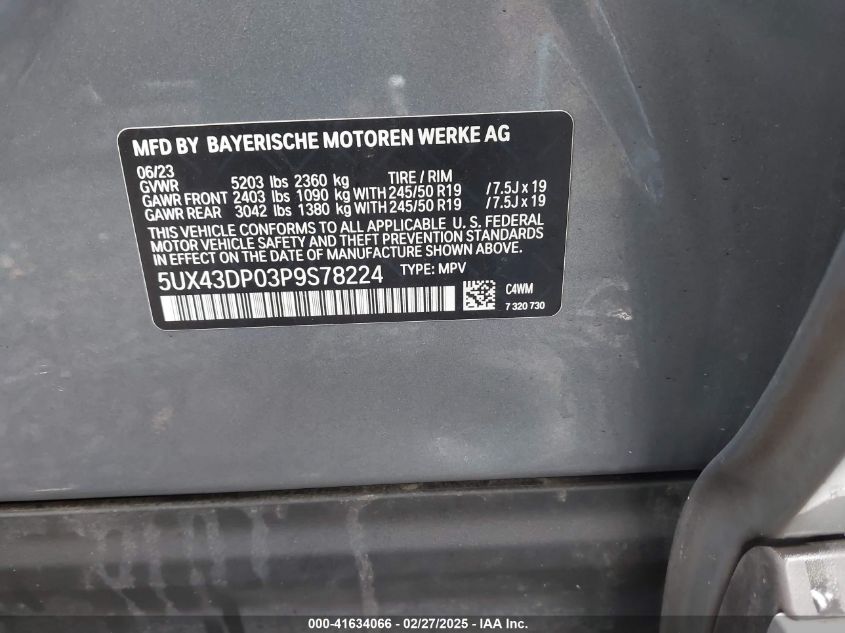 MFD BY BAYERISCHE MOTOREN WERKE AG
06/23
GVWR 5203 lbs 2360 kg TIRE / RIM
GAWR FRONT 2403 lbs 1090 kg WITH 245/50 R19 / 7.5J x 19
GAWR REAR 3042 lbs 1380 kg WITH 245/50 R19 / 7.5J x 19
THIS VEHICLE CONFORMS TO ALL APPLICABLE U. S. FEDERAL
MOTOR VEHICLE SAFETY AND THEFT PREVENTION STANDARDS
IN EFFECT ON THE DATE OF MANUFACTURE SHOWN ABOVE.
5UX43DP03P9S78224 TYPE: MPV
C4WM
7 320 730
000-41634066 - 02/27/2025 - IAA Inc.